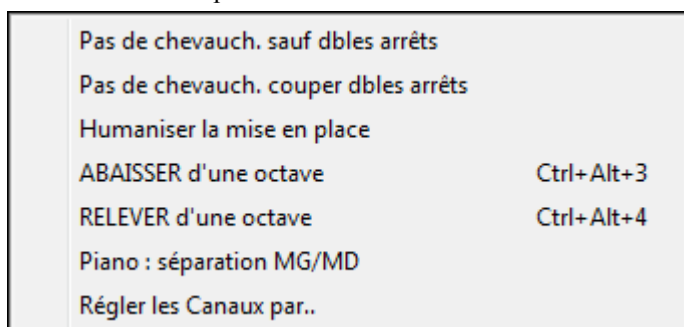 Pas de chevauch. sauf dbles arrêts
Pas de chevauch. couper dbles arrêts
Humaniser la mise en place
ABAISSER d'une octave Ctrl+Alt+3
RELEVER d'une octave Ctrl+Alt+4
Piano : séparation MG/MD
Régler les Canaux par..